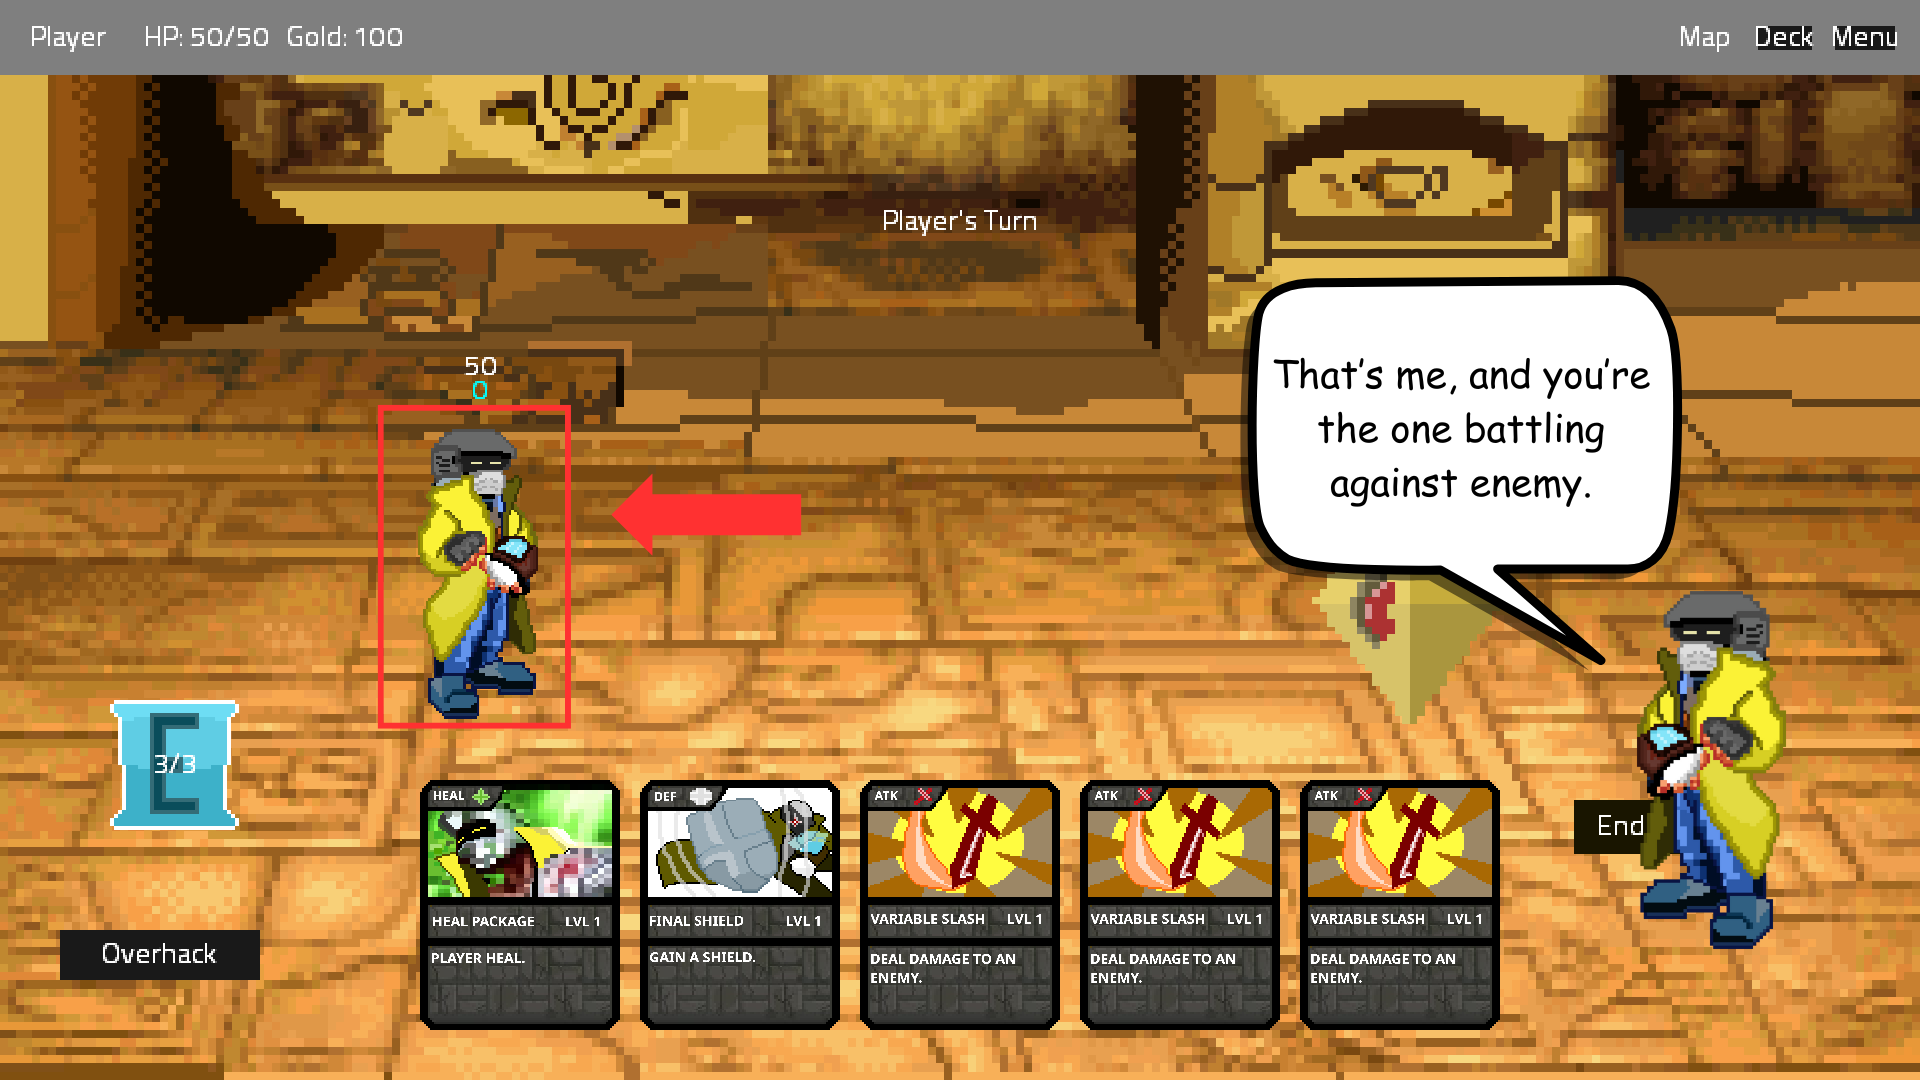 Player HP: 50/50 Gold: 100
Map Deck Menu
Player's Turn
50
0
That's me, and you're
the one battling
against enemy.
E
3/3
Overhack
End
HEAL
HEAL PACKAGE LVL 1
PLAYER HEAL.
DEF
FINAL SHIELD LVL 1
GAIN A SHIELD.
ATK
VARIABLE SLASH LVL 1
DEAL DAMAGE TO AN
ENEMY.
ATK
VARIABLE SLASH LVL 1
DEAL DAMAGE TO AN
ENEMY.
ATK
VARIABLE SLASH LVL 1
DEAL DAMAGE TO AN
ENEMY.